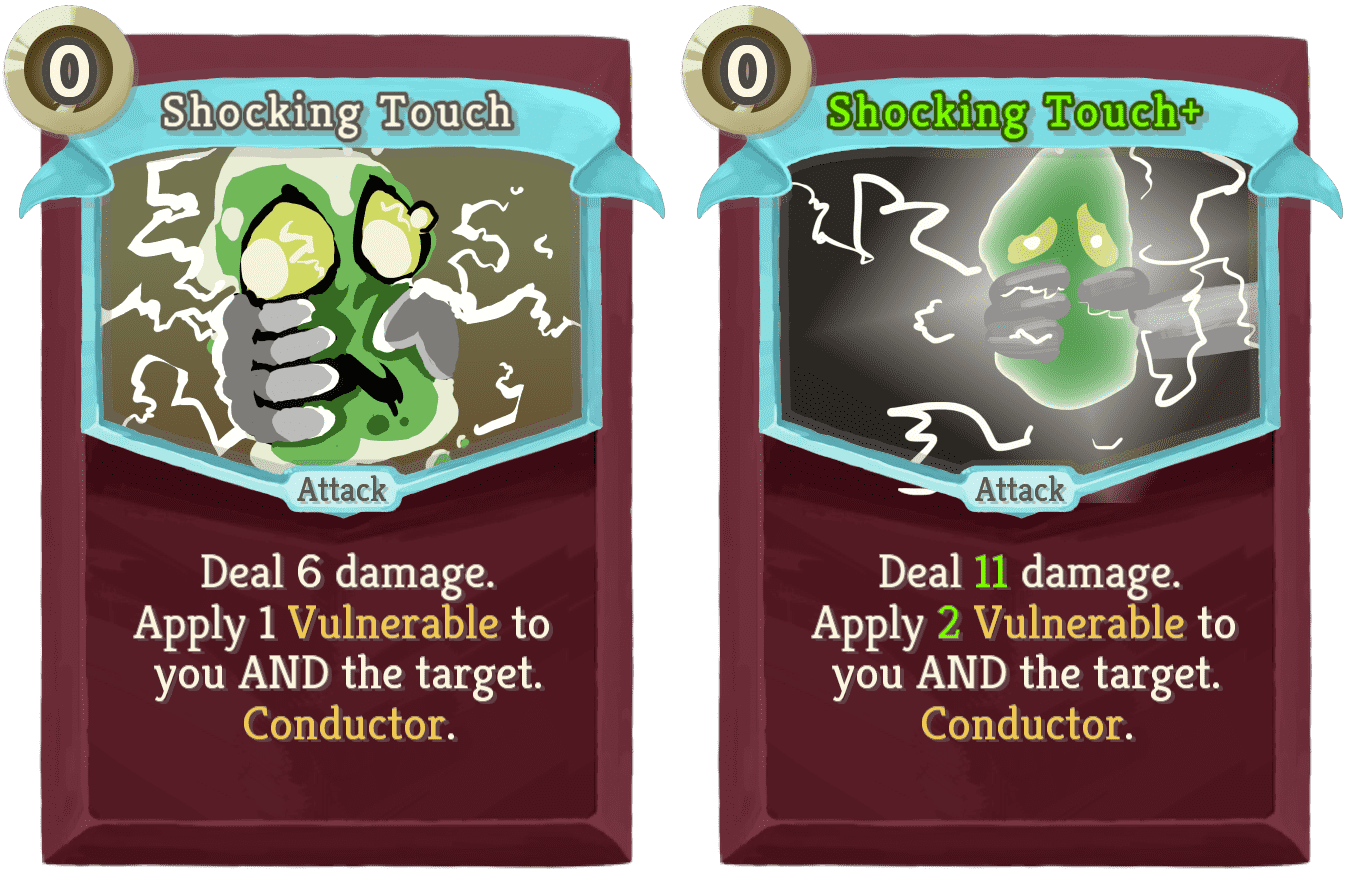 0
Shocking Touch
Attack
Deal 6 damage.
Apply 1 Vulnerable to
you AND the target.
Conductor.
0
Shocking Touch+
Attack
Deal 11 damage.
Apply 2 Vulnerable to
you AND the target.
Conductor.